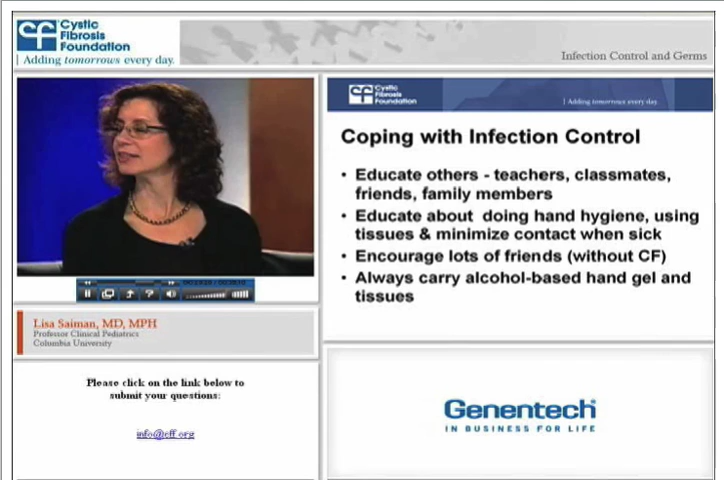 Cystic
Fibrosis
Foundation
Adding tomorrows every day.
Infection Control and Germs
Cystic
Fibrosis
Foundation
Adding tomorrows every day.
Coping with Infection Control
• Educate others - teachers, classmates,
friends, family members
• Educate about doing hand hygiene, using
tissues & minimize contact when sick
• Encourage lots of friends (without CF)
• Always carry alcohol-based hand gel and
tissues
Lisa Saiman, MD, MPH
Professor Clinical Pediatrics
Columbia University
Please click on the link below to
submit your questions:
info@cff.org
Genentech
IN BUSINESS FOR LIFE